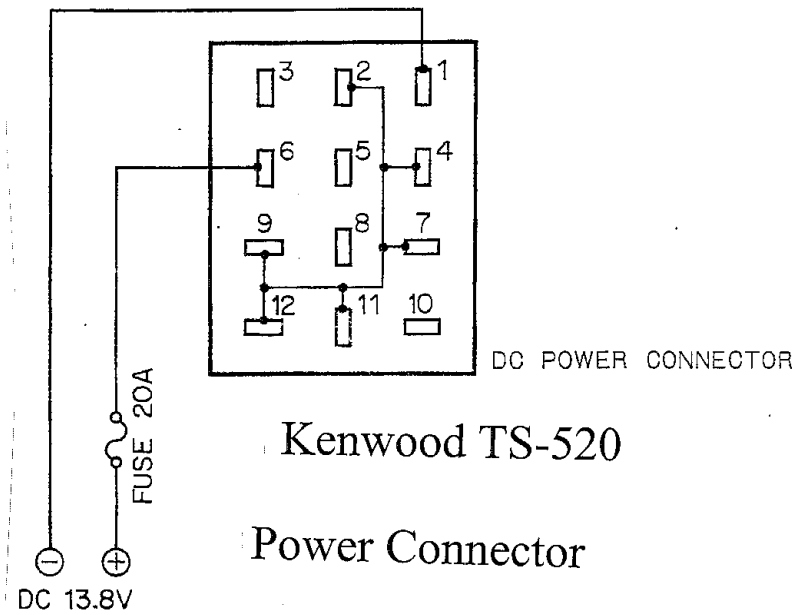 3 2 1
6 5 4
9 8 7
12 11 10
DC POWER CONNECTOR
FUSE 20A
Kenwood TS-520
Power Connector
− +
DC 13.8V